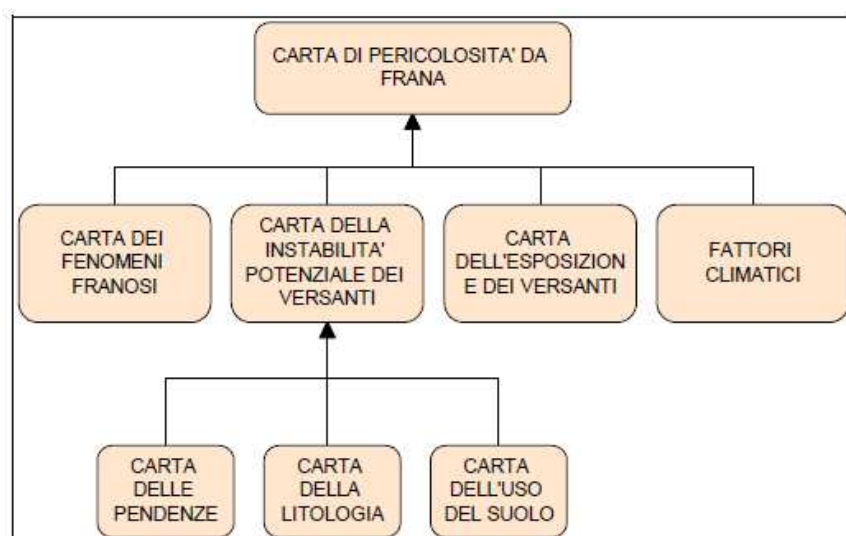 CARTA DI PERICOLOSITA' DA
FRANA
CARTA DEI
FENOMENI
FRANOSI
CARTA DELLA
INSTABILITA'
POTENZIALE DEI
VERSANTI
CARTA
DELL'ESPOSIZION
E DEI VERSANTI
FATTORI
CLIMATICI
CARTA
DELLE
PENDENZE
CARTA
DELLA
LITOLOGIA
CARTA
DELL'USO
DEL SUOLO